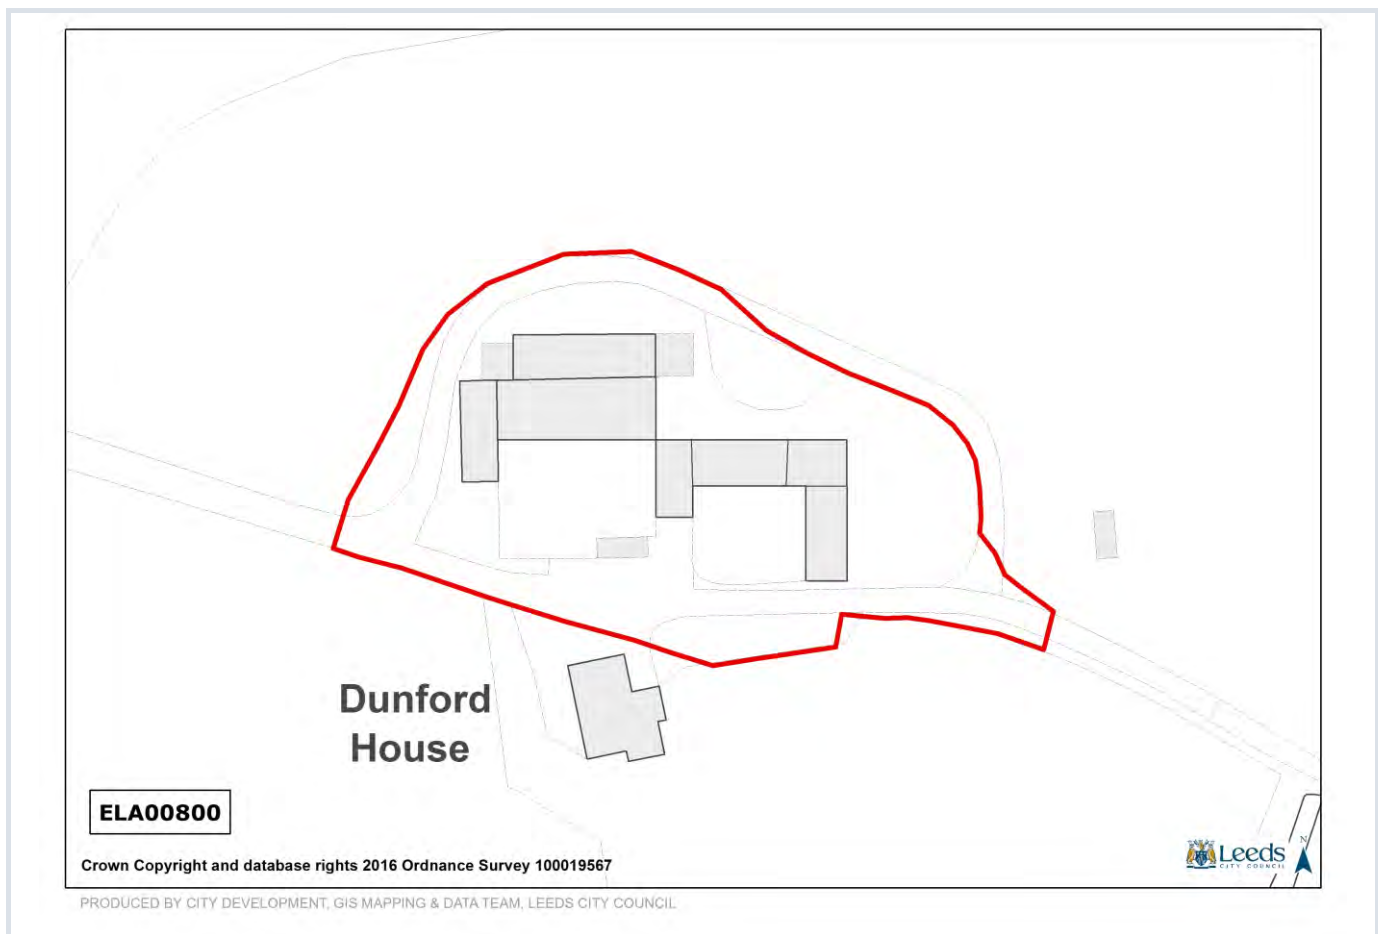 Dunford
House
ELA00800
Crown Copyright and database rights 2016 Ordnance Survey 100019567
Leeds
CITY COUNCIL
N
PRODUCED BY CITY DEVELOPMENT, GIS MAPPING & DATA TEAM, LEEDS CITY COUNCIL